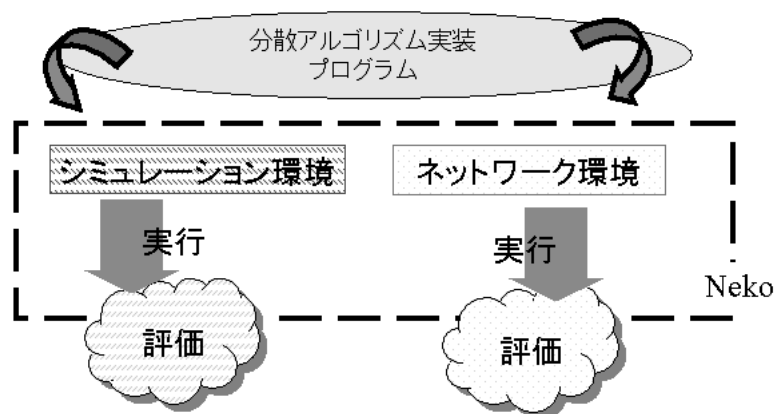 分散アルゴリズム実装
プログラム
シミュレーション環境
ネットワーク環境
実行
実行
Neko
評価
評価